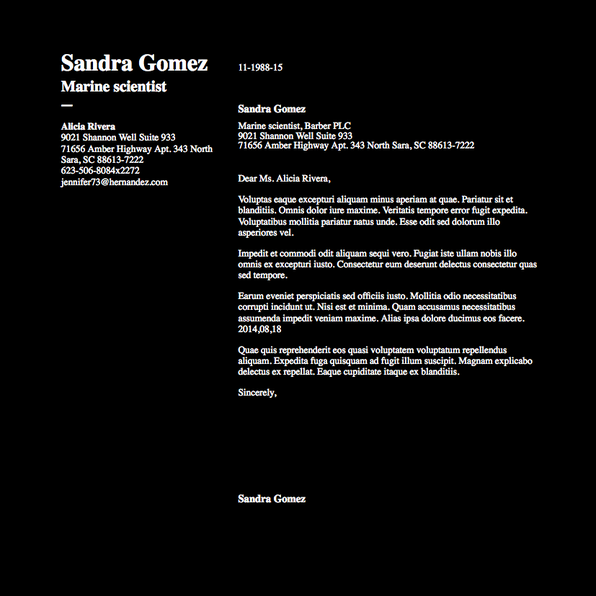 Sandra Gomez
Marine scientist
—
Alicia Rivera
9021 Shannon Well Suite 933
71656 Amber Highway Apt. 343 North
Sara, SC 88613-7222
623-506-8084x2272
jennifer73@hernandez.com
11-1988-15
Sandra Gomez
Marine scientist, Barber PLC
9021 Shannon Well Suite 933
71656 Amber Highway Apt. 343 North Sara, SC 88613-7222
Dear Ms. Alicia Rivera,
Voluptas eaque excepturi aliquam minus aperiam at quae. Pariatur sit et
blanditiis. Omnis dolor iure maxime. Veritatis tempore error fugit expedita.
Voluptatibus mollitia pariatur natus unde. Esse odit sed dolorum illo
asperiores vel.
Impedit et commodi odit aliquam sequi vero. Fugiat iste ullam nobis illo
omnis ex excepturi iusto. Consectetur eum deserunt delectus consectetur quas
sed tempore.
Earum eveniet perspiciatis sed officiis iusto. Mollitia odio necessitatibus
corrupti incidunt ut. Nisi est et minima. Quam accusamus necessitatibus
assumenda impedit veniam maxime. Alias ipsa dolore ducimus eos facere.
2014,08,18
Quae quis reprehenderit eos quasi voluptatem voluptatum repellendus
aliquam. Expedita fuga quisquam ad fugit illum suscipit. Magnam explicabo
delectus ex repellat. Eaque cupiditate itaque ex blanditiis.
Sincerely,
Sandra Gomez